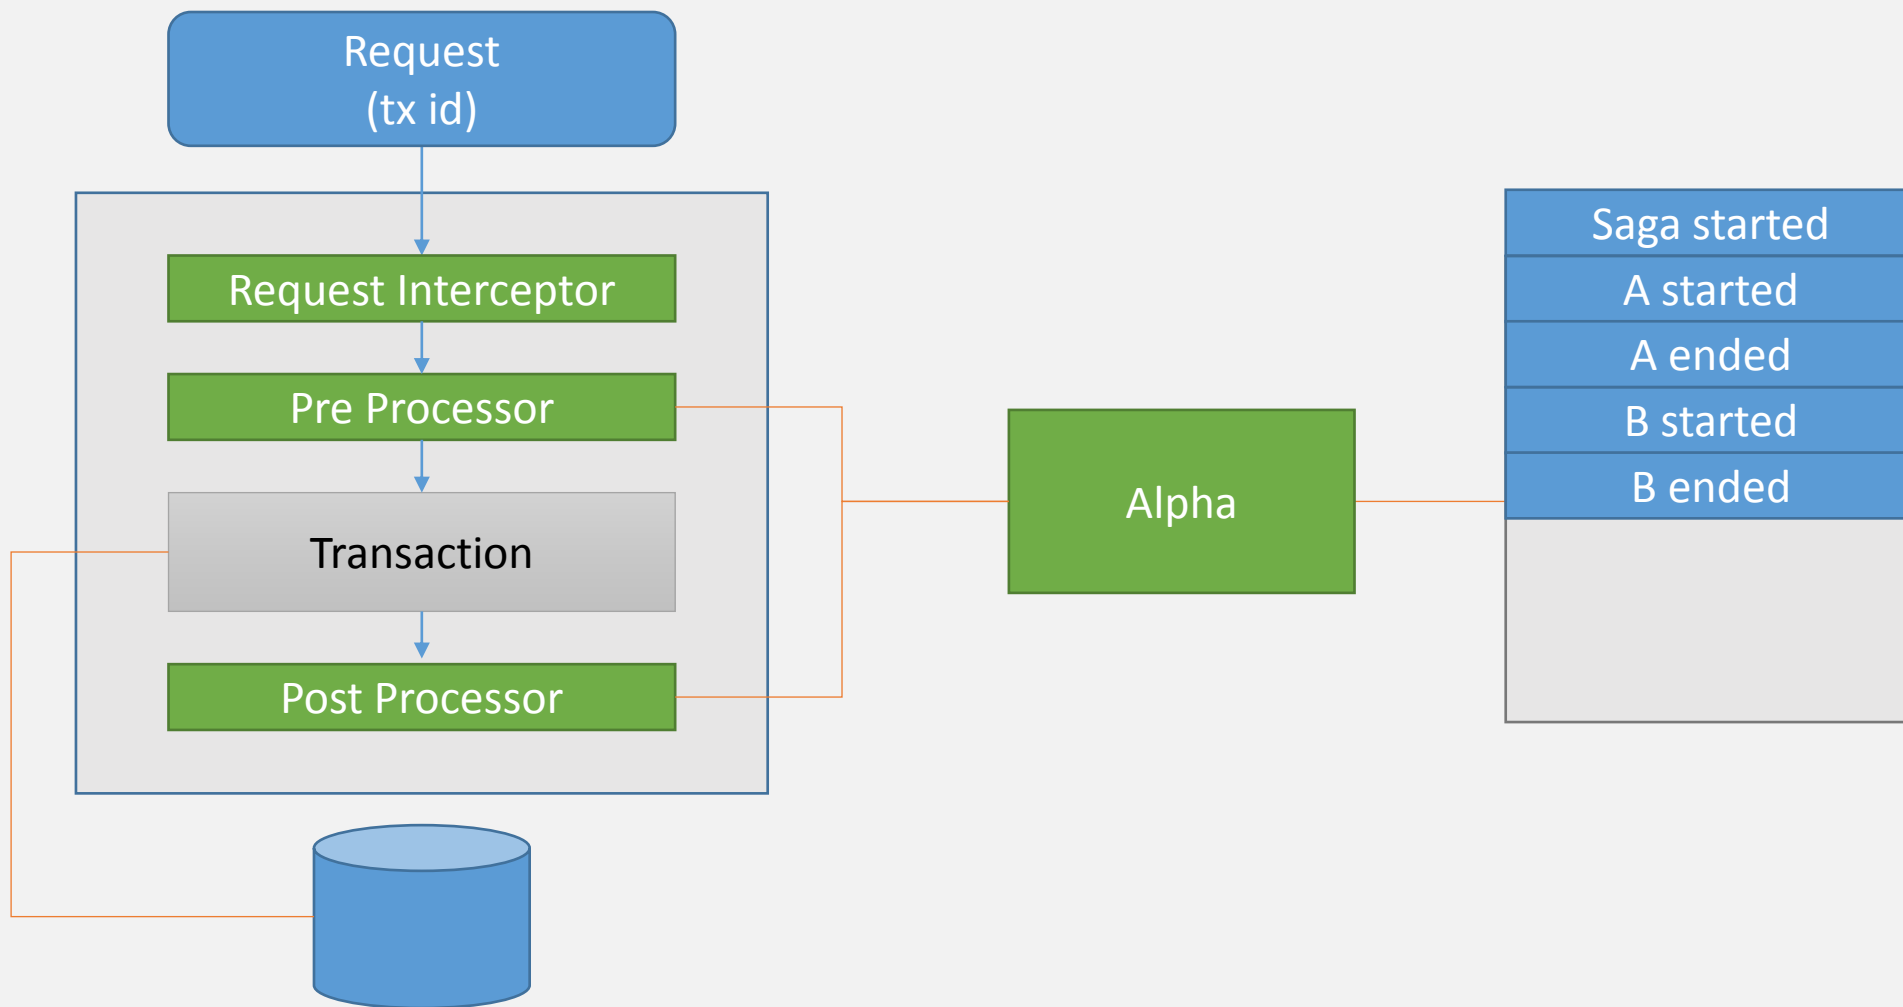 Request
(tx id)
Request Interceptor
Pre Processor
Transaction
Post Processor
Alpha
Saga started
A started
A ended
B started
B ended